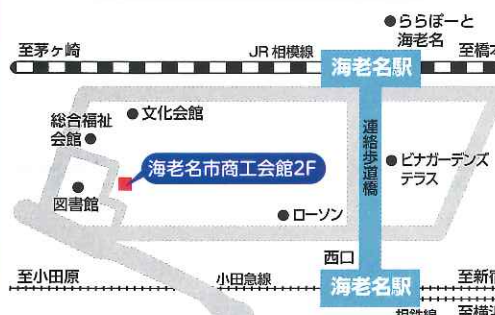 ららぽーと
海老名
至茅ヶ崎
JR相模線
海老名駅
至橋本
総合福祉
会館
文化会館
海老名市商工会館2F
連絡歩道橋
ビナガーデンズ
テラス
図書館
ローソン
西口
至小田原
小田急線
海老名駅
至新宿
相鉄線
至横浜